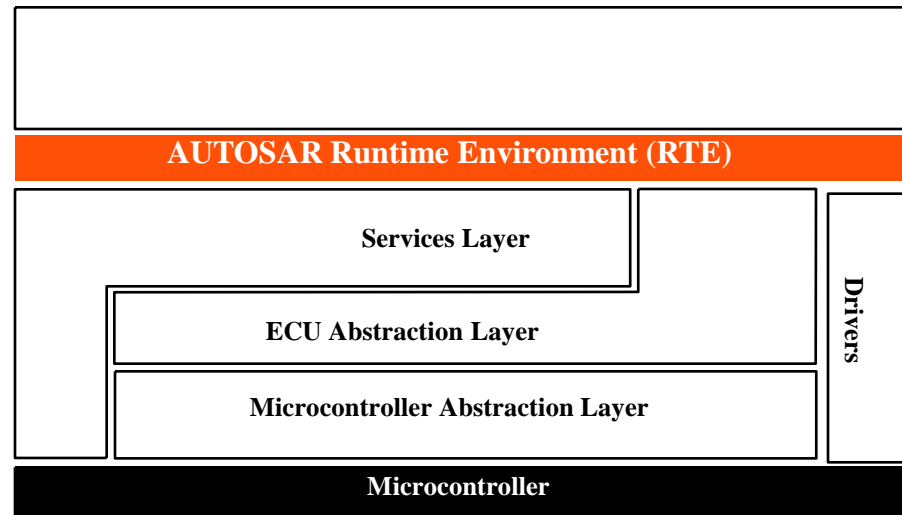 AUTOSAR Runtime Environment (RTE)
Services Layer
ECU Abstraction Layer
Drivers
Microcontroller Abstraction Layer
Microcontroller